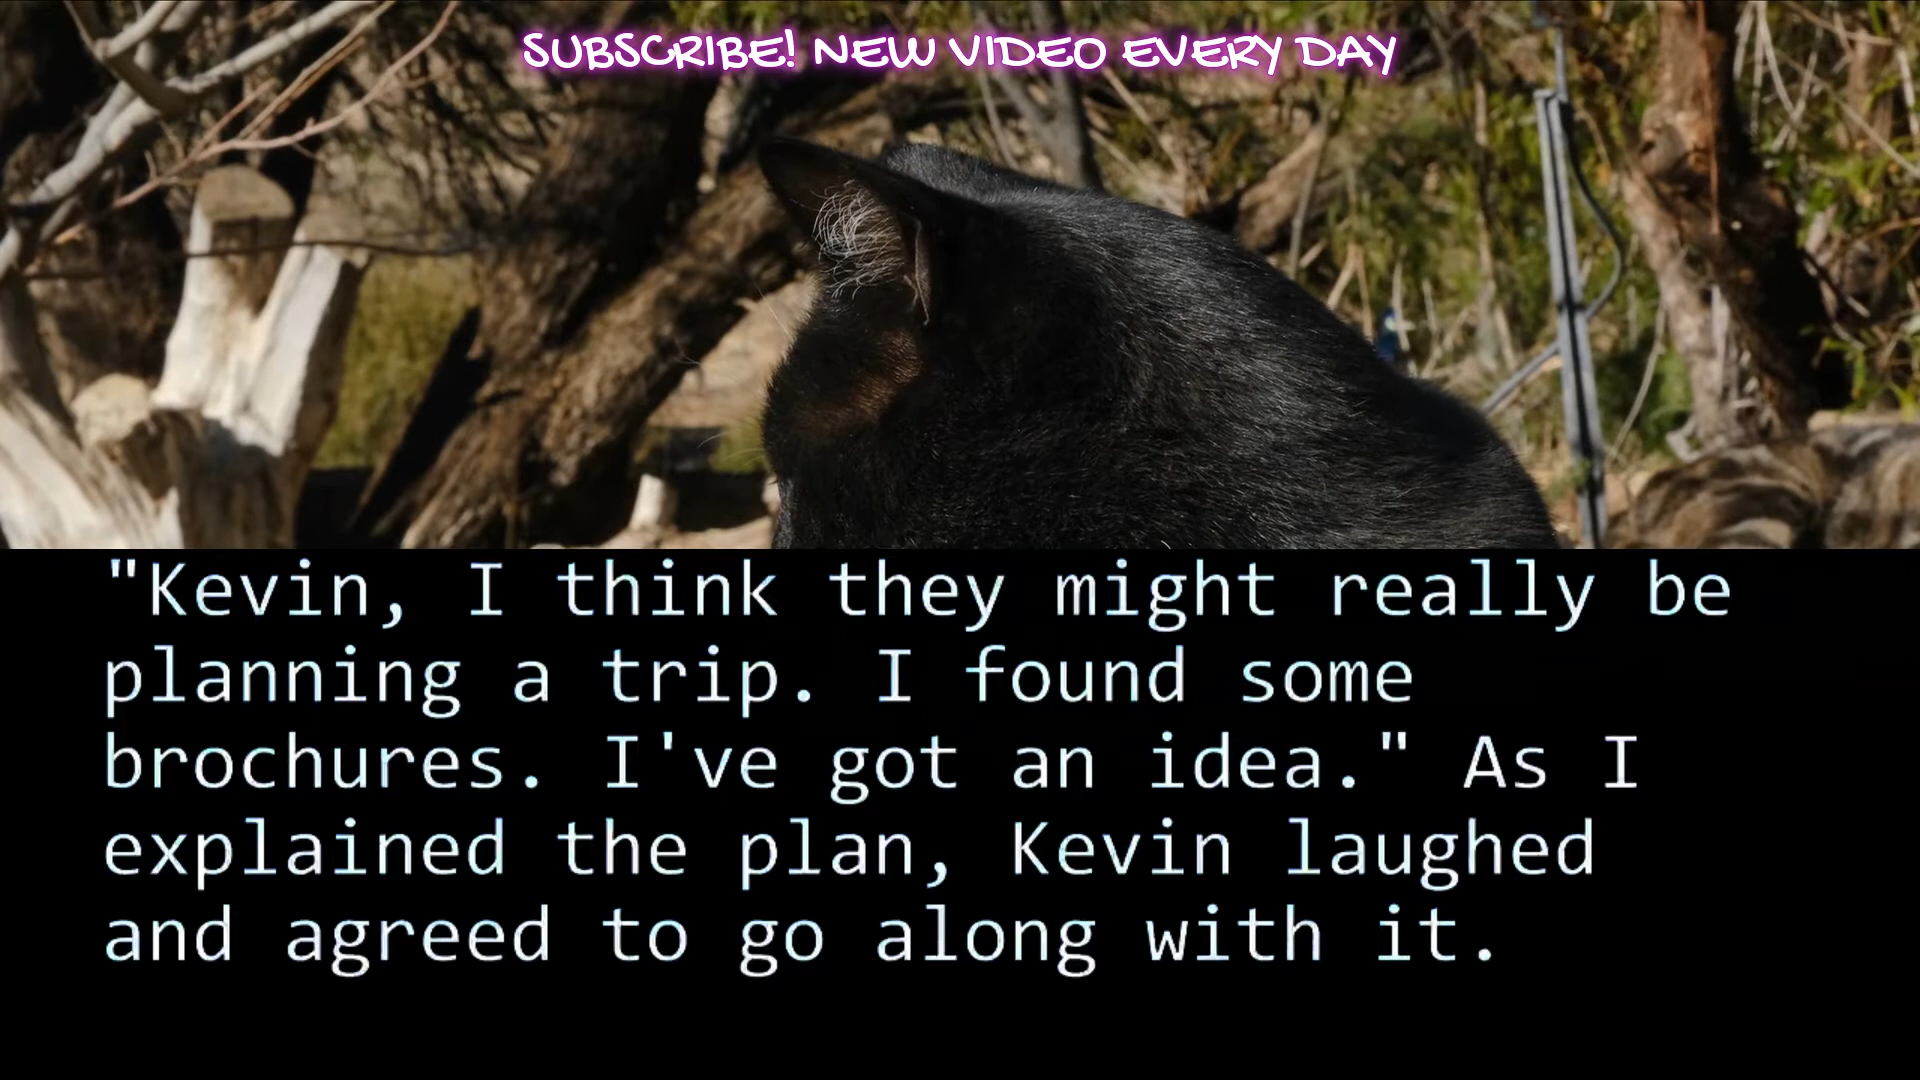 SUBSCRIBE! NEW VIDEO EVERY DAY
"Kevin, I think they might really be
planning a trip. I found some
brochures. I've got an idea." As I
explained the plan, Kevin laughed
and agreed to go along with it.